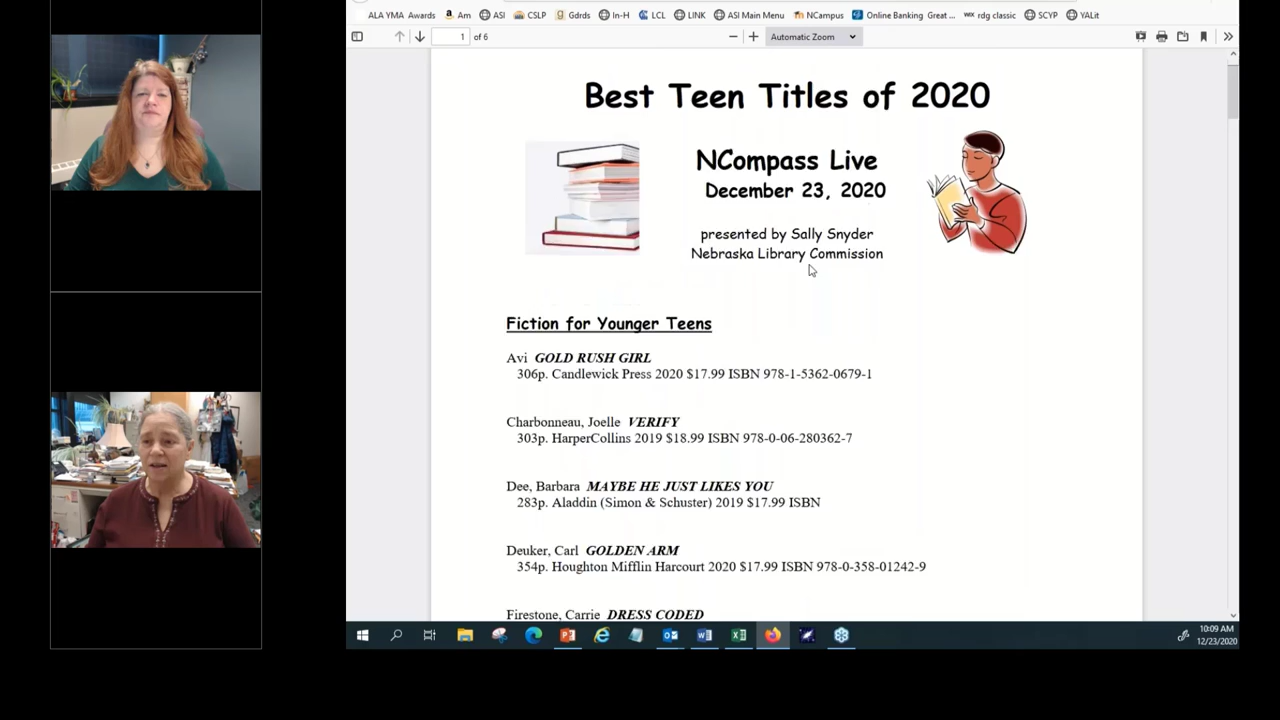 ALA YMA Awards Am ASI CSLP Gdrds In-H LCL LINK ASI Main Menu NCampus Online Banking Great ... rdg classic SCYP YALit
1 of 6 Automatic Zoom
Best Teen Titles of 2020
NCompass Live
December 23, 2020
presented by Sally Snyder
Nebraska Library Commission
Fiction for Younger Teens
Avi GOLD RUSH GIRL
306p. Candlewick Press 2020 $17.99 ISBN 978-1-5362-0679-1
Charbonneau, Joelle VERIFY
303p. HarperCollins 2019 $18.99 ISBN 978-0-06-280362-7
Dee, Barbara MAYBE HE JUST LIKES YOU
283p. Aladdin (Simon & Schuster) 2019 $17.99 ISBN
Deuker, Carl GOLDEN ARM
354p. Houghton Mifflin Harcourt 2020 $17.99 ISBN 978-0-358-01242-9
Firestone, Carrie DRESS CODED
10:09 AM
12/23/2020